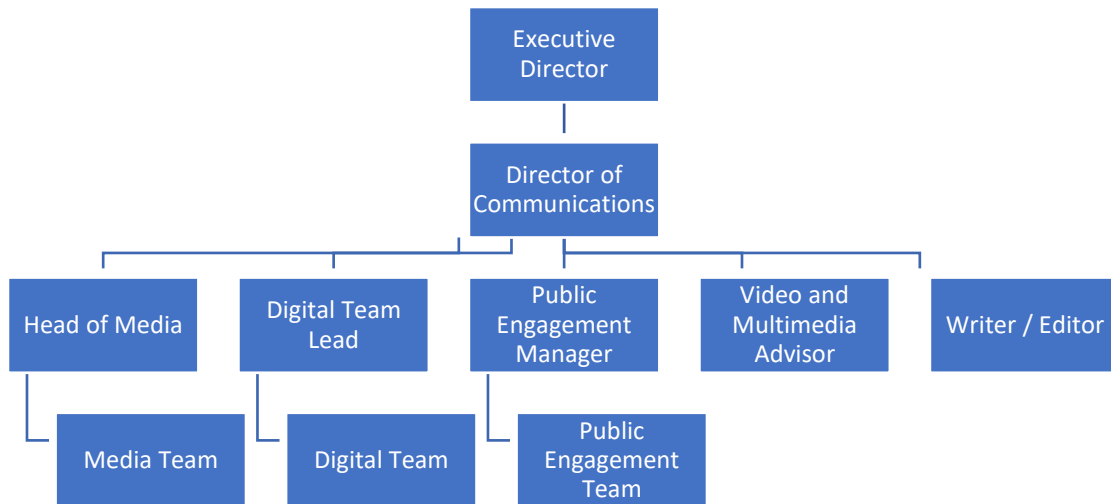 Executive
Director
Director of
Communications
Head of Media
Digital Team
Lead
Public
Engagement
Manager
Video and
Multimedia
Advisor
Writer / Editor
Media Team
Digital Team
Public
Engagement
Team